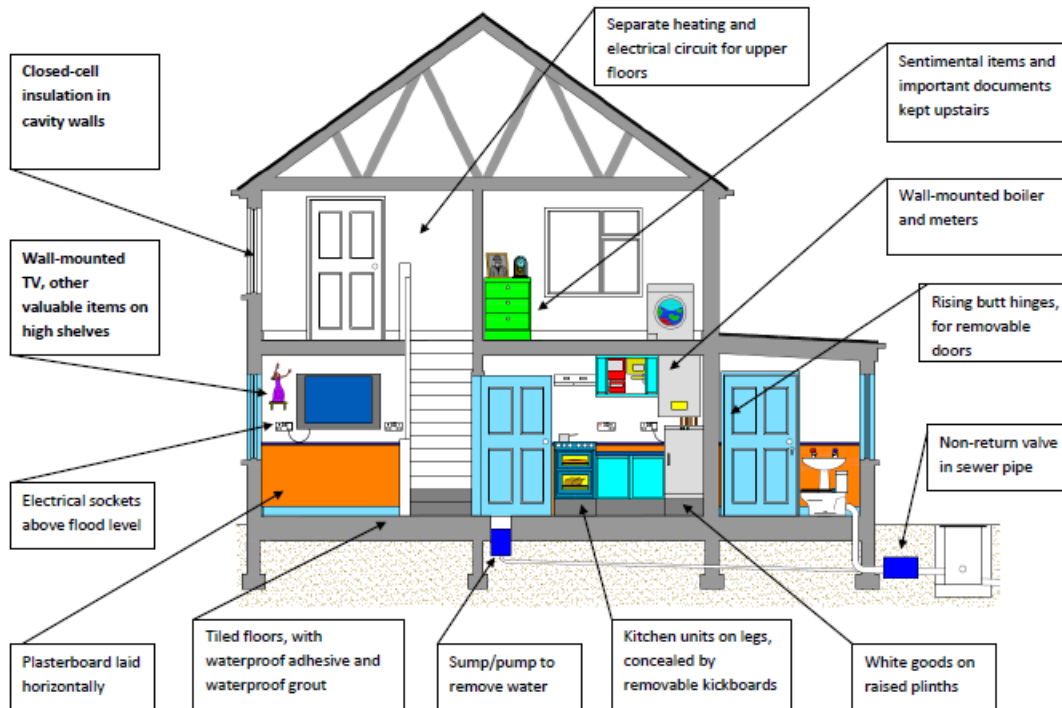 Separate heating and
electrical circuit for upper
floors
Closed-cell
insulation in
cavity walls
Sentimental items and
important documents
kept upstairs
Wall-mounted boiler
and meters
Wall-mounted
TV, other
valuable items on
high shelves
Rising butt hinges,
for removable
doors
Non-return valve
in sewer pipe
Electrical sockets
above flood level
Plasterboard laid
horizontally
Tiled floors, with
waterproof adhesive and
waterproof grout
Sump/pump to
remove water
Kitchen units on legs,
concealed by
removable kickboards
White goods on
raised plinths